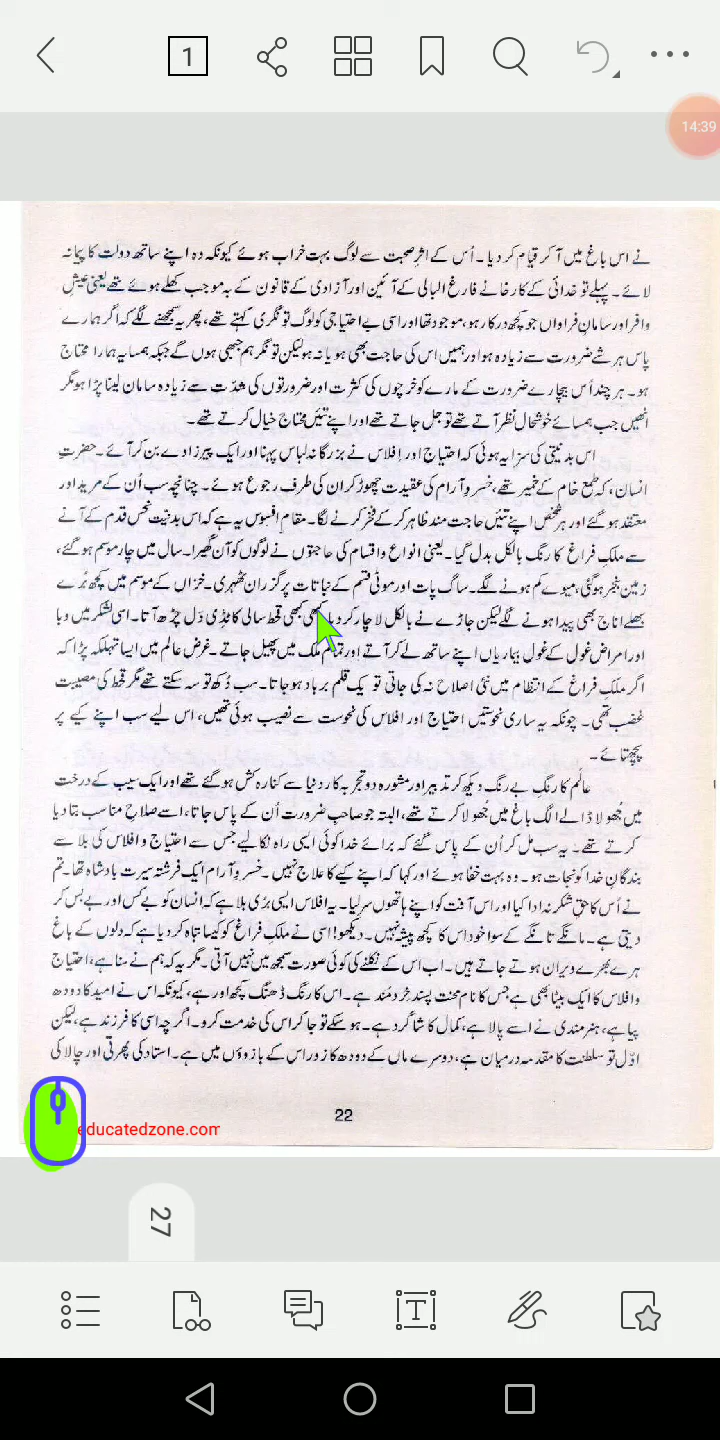 1
14:39
نے اس باغ میں آکر قیام کر دیا۔ اُس کے اثرِ صحبت سے لوگ بہت خراب ہوئے کیونکہ وہ اپنے ساتھ دولت کا پیمانہ
لائے۔ پہلے تو خدائی کے کارخانے فارغ البالی کے آئین اور آزادی کے قانون کے بہ موجب کھلے ہوئے تھے یعنی عیشِ
وافر اور سامانِ فراواں جو کچھ درکار ہو، موجود تھا اور اسی بے احتیاجی کو لوگ تونگری کہتے تھے، پھر یہ سمجھنے لگے کہ اگر ہمارے
پاس ہر شے ضرورت سے زیادہ ہو اور ہمیں اس کی حاجت بھی ہو یا نہ ہو لیکن تونگر ہم جبھی ہوں گے جبکہ ہمسایہ ہمارا محتاج
ہو۔ ہر چند اُس بیچارے ضرورت کے مارے کو خرچوں کی کثرت اور ضرورتوں کی شدّت سے زیادہ سامان لینا پڑا ہو مگر
انھیں جب ہمسائے خوشحال نظر آتے تھے تو جل جاتے تھے اور اپنے تئیں محتاج خیال کرتے تھے۔
اس بدنیتی کی سزا یہ ہوئی کہ احتیاج اور اِفلاس نے بزرگانہ لباس پہنا اور ایک پیرزادے بن کر آئے۔ حضرتِ
انسان، کہ طمعِ خام کے خمیر تھے، خسروِ آرام کی عقیدت چھوڑ کر ان کی طرف رجوع ہوئے۔ چنانچہ سب اُن کے مرید اور
معتقد ہو گئے اور ہر شخص اپنے تئیں حاجت مند ظاہر کر کے فخر کرنے لگا۔ مقامِ افسوس یہ ہے کہ اس بدنیت نحس قدم کے آنے
سے ملکِ فراغ کا رنگ بالکل بدل گیا۔ یعنی انواع و اقسام کی حاجتوں نے لوگوں کو آن گھیرا۔ سال میں چار موسم ہو گئے،
زمین بنجر ہو گئی، میوے کم ہونے لگے۔ ساگ پات اور موٹی قسم کے نباتات پر گزران ٹھہری۔ خزاں کے موسم میں کچھ بُرے
بھلے اناج بھی پیدا ہونے لگے لیکن جاڑے نے بالکل لاچار کر دیا، کبھی کبھی قحط سالی کا ٹڈی دَل چڑھ آتا۔ اسی لشکر میں وبا
اور امراض غول کے غول بیماریاں اپنے ساتھ لے کر آتے اور تمام ملک میں پھیل جاتے۔ غرض عالم میں ایسا تہلکہ پڑا کہ
اگر ملکِ فراغ کے انتظام میں نئی اصلاح نہ کی جاتی تو یک قلم برباد ہو جاتا۔ سب دُکھ تو سہ سکتے تھے مگر قحط کی مصیبت
غضب تھی۔ چونکہ یہ ساری نحوستیں احتیاج اور افلاس کی نحوست سے نصیب ہوئی تھیں، اس لیے سب اپنے کیے پر
پچھتائے۔
عالم کا رنگ بے رنگ دیکھ کر تدبیر اور مشورہ دو تجربہ کار دنیا سے کنارہ کش ہو گئے تھے اور ایک سیب کے درخت
میں جُھولا ڈالے الگ باغ میں جُھولا کرتے تھے، البتہ جو صاحبِ ضرورت اُن کے پاس جاتا، اسے صلاحِ مناسب بتا دیا
کرتے تھے۔ یہ سب مل کر اُن کے پاس گئے کہ برائے خدا کوئی ایسی راہ نکالیے جس سے احتیاج و افلاس کی بلا سے
بندگانِ خدا کو نجات ہو۔ وہ بہت خفا ہوئے اور کہا کہ اپنے کیے کا علاج نہیں۔ خسروِ آرام ایک فرشتہ سیرت بادشاہ تھا۔ تم
نے اُس کا حقِ شکر نہ ادا کیا اور اس آفت کو اپنے ہاتھوں سر لیا۔ یہ افلاس ایسی بری بلا ہے کہ انسان کو بے کس اور بے بس کر
دیتی ہے۔ مانگے تانگے کے سوا خود اس کا کچھ پیشہ نہیں۔ دیکھو! اسی نے ملکِ فراغ کو کیسا تباہ کر دیا ہے کہ دلوں کے باغ
ہرے بھرے ویران ہوتے جاتے ہیں۔ اب اس کے نکلنے کی کوئی صورت سمجھ میں نہیں آتی۔ مگر یہ کہ ہم نے سنا ہے، احتیاج
و افلاس کا ایک بیٹا بھی ہے جس کا نام محنت پسند خِردمند ہے۔ اس کا رنگ ڈھنگ کچھ اور ہے، کیونکہ اس نے امید کا دودھ
پیا ہے، ہنرمندی نے اسے پالا ہے، کمال کا شاگرد ہے۔ ہو سکے تو جا کر اس کی خدمت کرو۔ اگرچہ اسی کا فرزند ہے، لیکن
اوّل تو سلطنت کا مقدمہ درمیان ہے، دوسرے ماں کے دودھ کا زور اس کے بازوؤں میں ہے۔ استاد کی پھرتی اور چالاکی
22
educatedzone.com
27